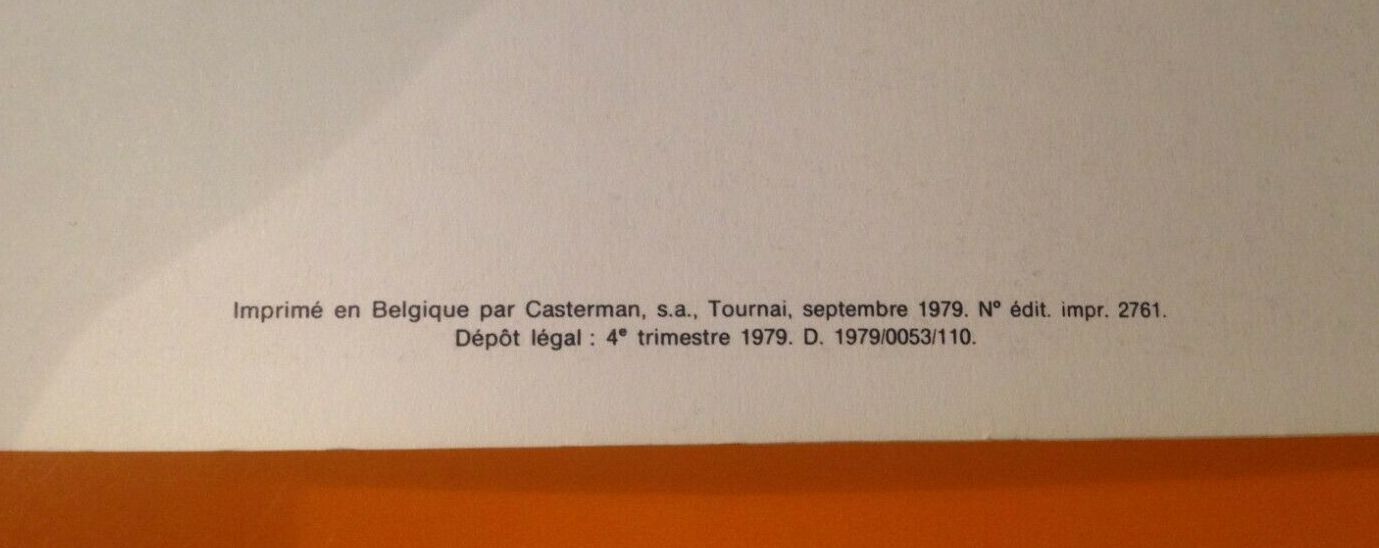 Imprimé en Belgique par Casterman, s.a., Tournai, septembre 1979. Nº édit. impr. 2761.
Dépôt légal : 4ᵉ trimestre 1979. D. 1979/0053/110.